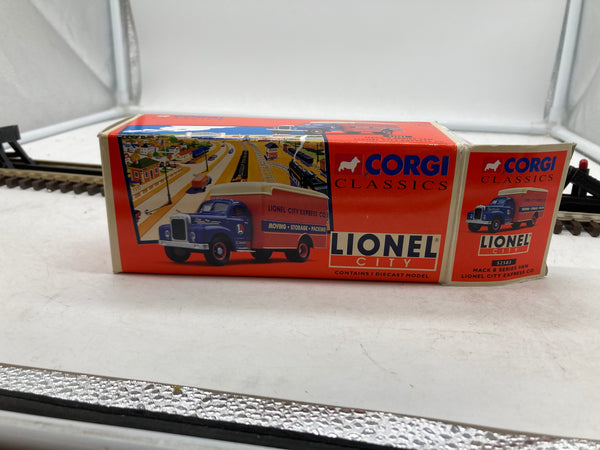 CORGI
CLASSICS
LIONEL CITY EXPRESS CO.
MOVING • STORAGE • PACKING
LIONEL®
CITY
CONTAINS 1 DIECAST MODEL
CORGI
CLASSICS
LIONEL
CITY
52502
MACK B SERIES VAN
LIONEL CITY EXPRESS CO.